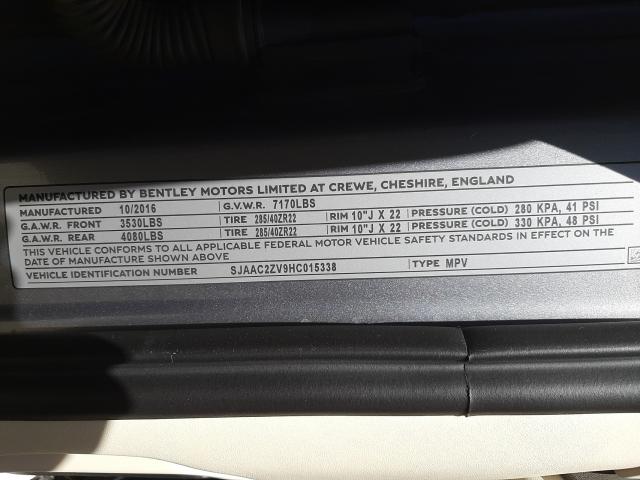 MANUFACTURED BY BENTLEY MOTORS LIMITED AT CREWE, CHESHIRE, ENGLAND
MANUFACTURED 10/2016 G.V.W.R. 7170LBS
G.A.W.R. FRONT 3530LBS TIRE 285/40ZR22 RIM 10"J X 22 PRESSURE (COLD) 280 KPA, 41 PSI
G.A.W.R. REAR 4080LBS TIRE 285/40ZR22 RIM 10"J X 22 PRESSURE (COLD) 330 KPA, 48 PSI
THIS VEHICLE CONFORMS TO ALL APPLICABLE FEDERAL MOTOR VEHICLE SAFETY STANDARDS IN EFFECT ON THE
DATE OF MANUFACTURE SHOWN ABOVE
VEHICLE IDENTIFICATION NUMBER SJAAC2ZV9HC015338 TYPE MPV